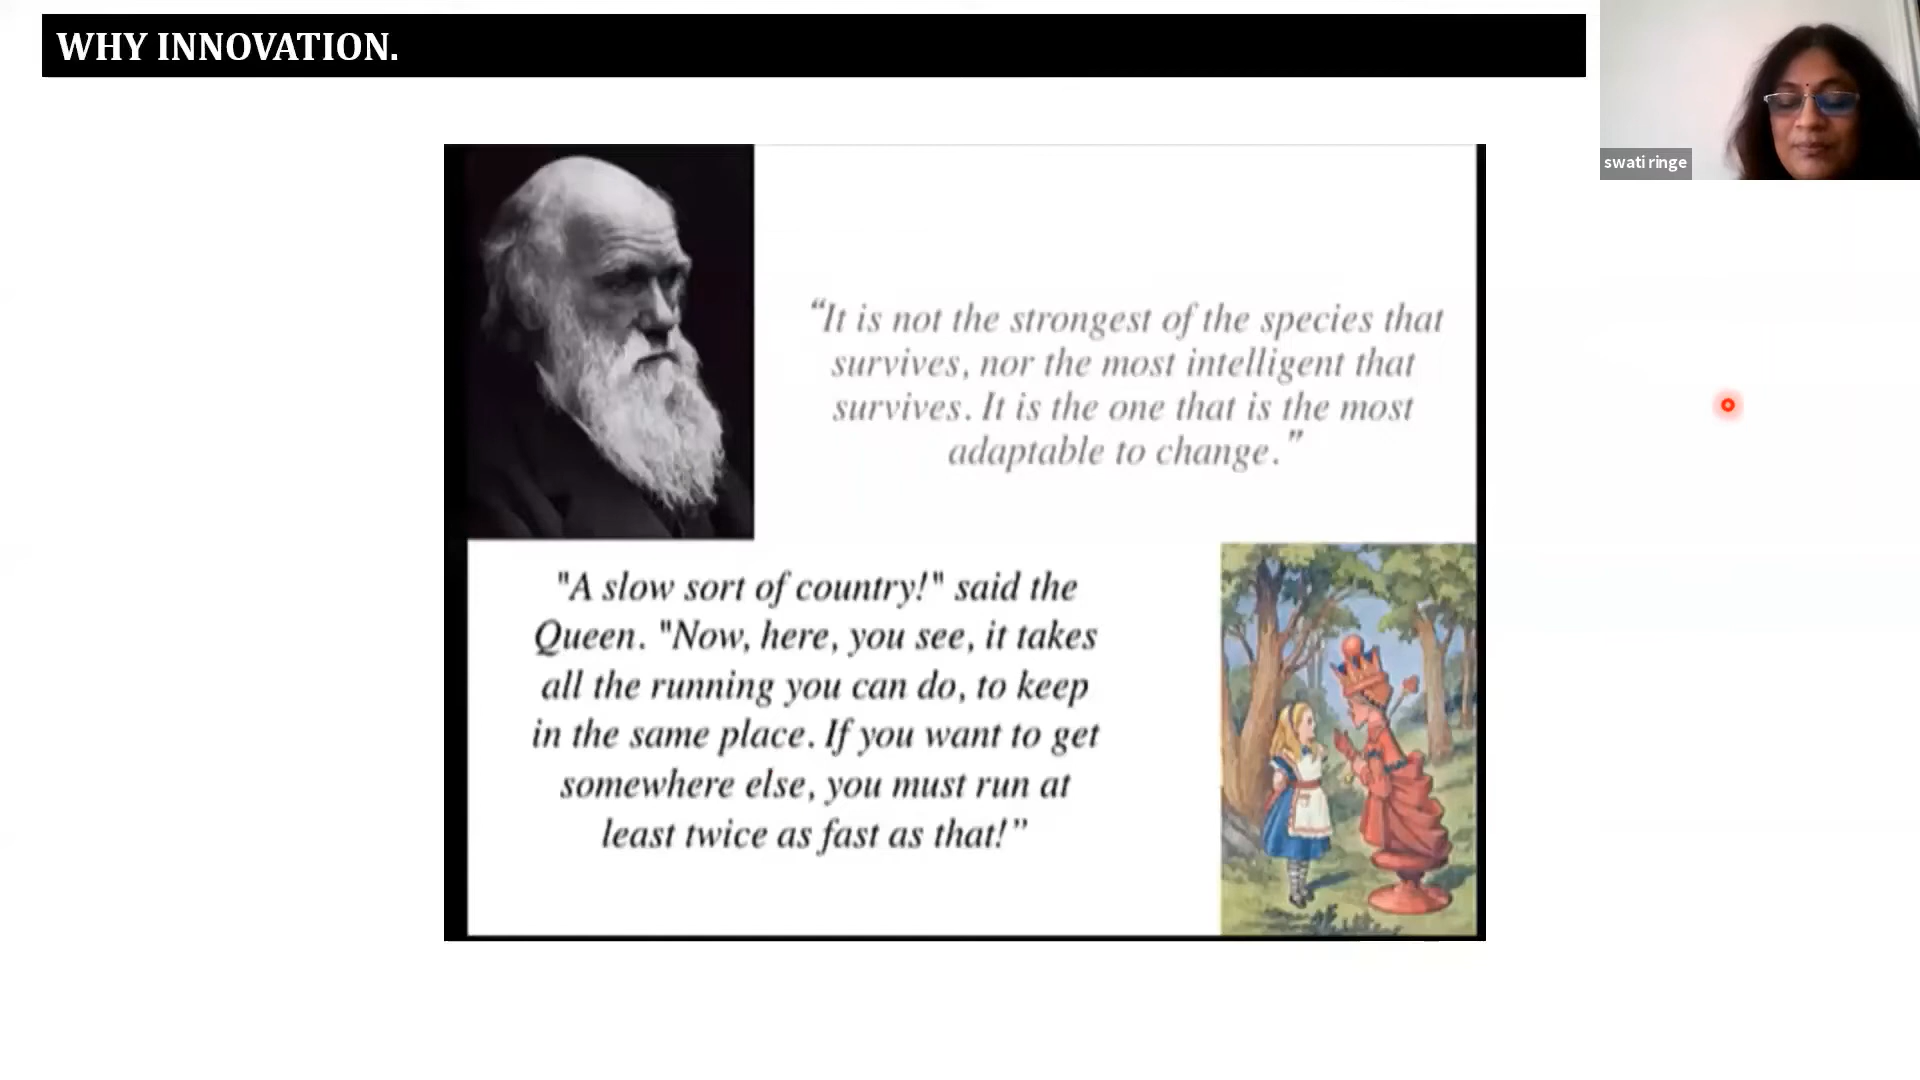 WHY INNOVATION.
swati ringe
“It is not the strongest of the species that
survives, nor the most intelligent that
survives. It is the one that is the most
adaptable to change.”
"A slow sort of country!" said the
Queen. "Now, here, you see, it takes
all the running you can do, to keep
in the same place. If you want to get
somewhere else, you must run at
least twice as fast as that!”